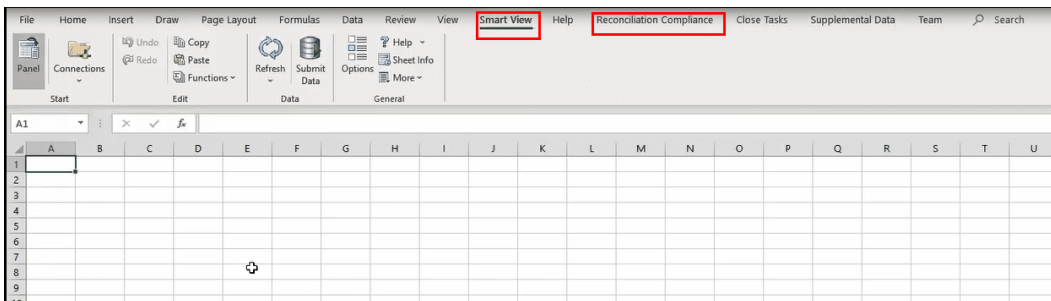 File Home Insert Draw Page Layout Formulas Data Review View Smart View Help Reconciliation Compliance Close Tasks Supplemental Data Team Search
Panel Connections Undo Copy Refresh Submit Data Options Help
Redo Paste Sheet Info
Functions More
Start Edit Data General
A1 fx
A B C D E F G H I J K L M N O P Q R S T U
1
2
3
4
5
6
7
8
9